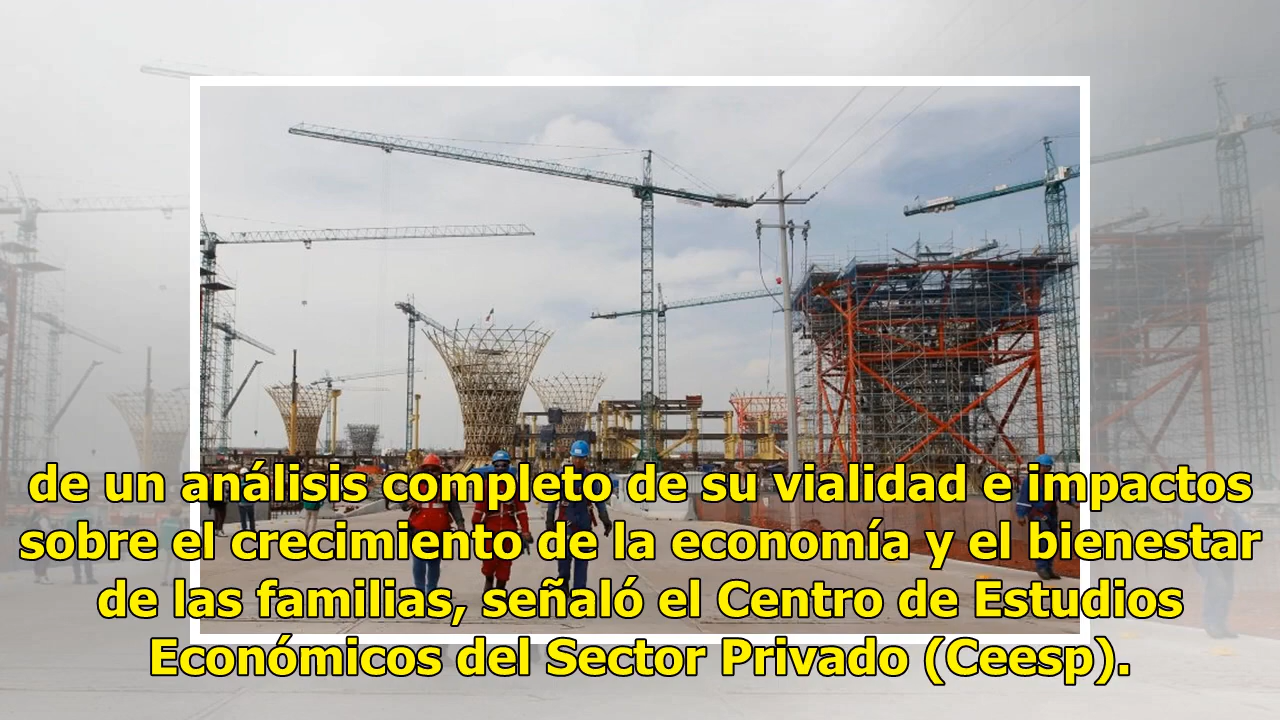 de un análisis completo de su vialidad e impactos
sobre el crecimiento de la economía y el bienestar
de las familias, señaló el Centro de Estudios
Económicos del Sector Privado (Ceesp).